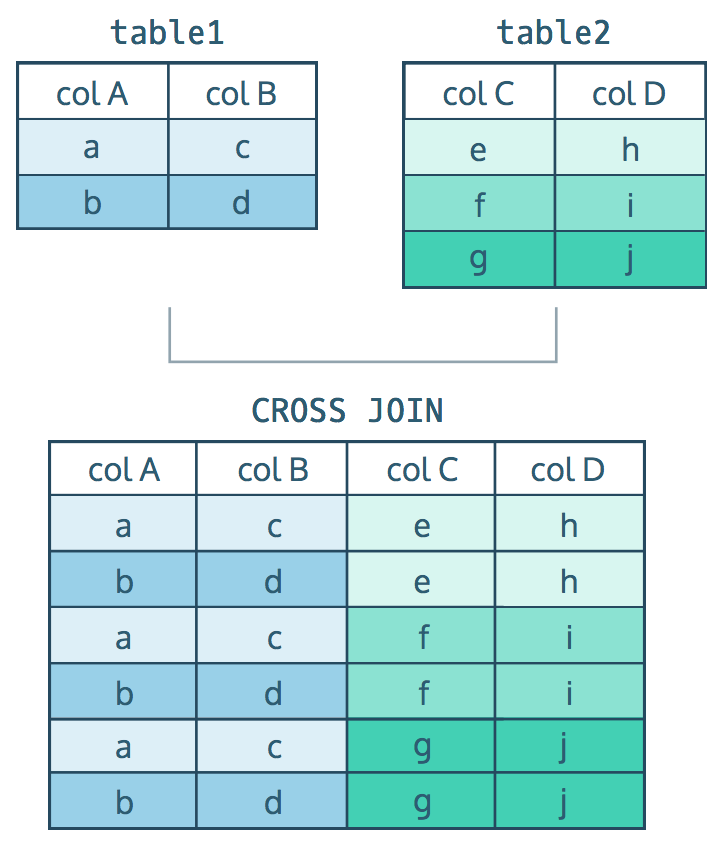 table1 table2
col A col B col C col D
a c e h
b d f i
g j
CROSS JOIN
col A col B col C col D
a c e h
b d e h
a c f i
b d f i
a c g j
b d g j